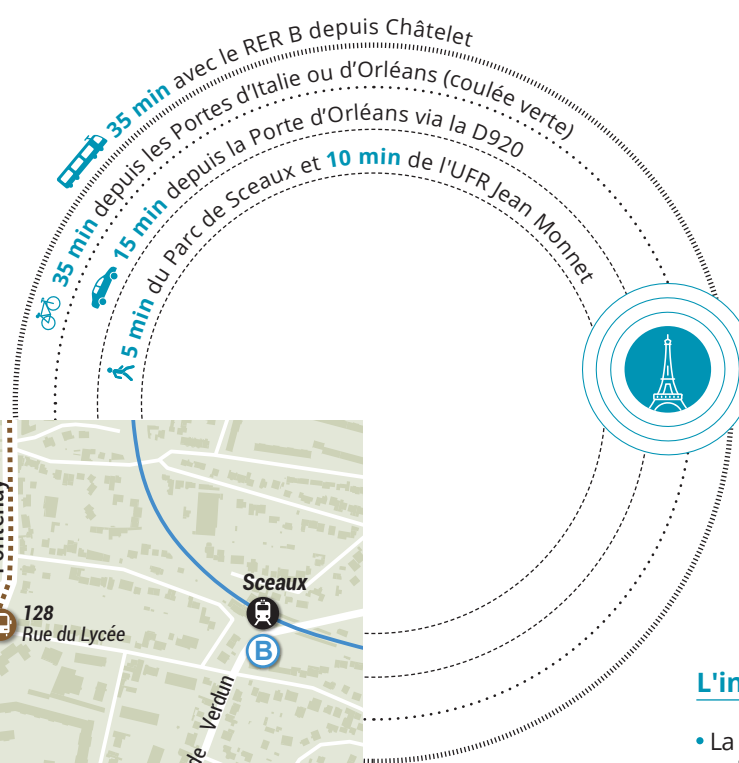 35 min avec le RER B depuis Châtelet
35 min depuis les Portes d'Italie ou d'Orléans (coulée verte)
15 min depuis la Porte d'Orléans via la D920
5 min du Parc de Sceaux et 10 min de l'UFR Jean Monnet
Sceaux
B
128
Rue du Lycée
Verdun
• La